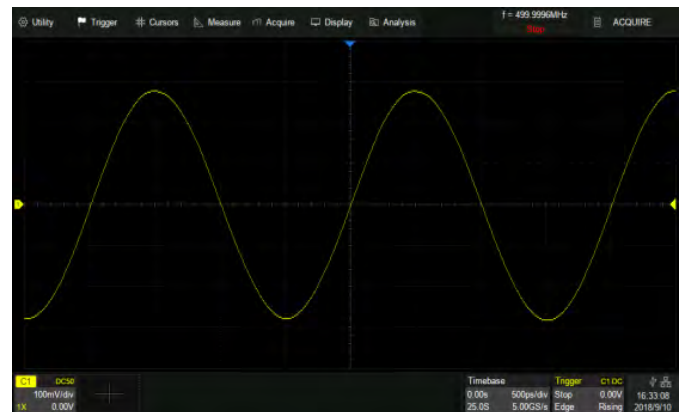 Utility Trigger Cursors Measure Acquire Display Analysis f = 499.9996MHz ACQUIRE
Stop
C1 DC50
100mV/div
1X 0.00V
Timebase
0.00s 500ps/div
25.0S 5.00GS/s
Trigger C1 DC
Stop 0.00V
Edge Rising
16:33:08
2018/9/10